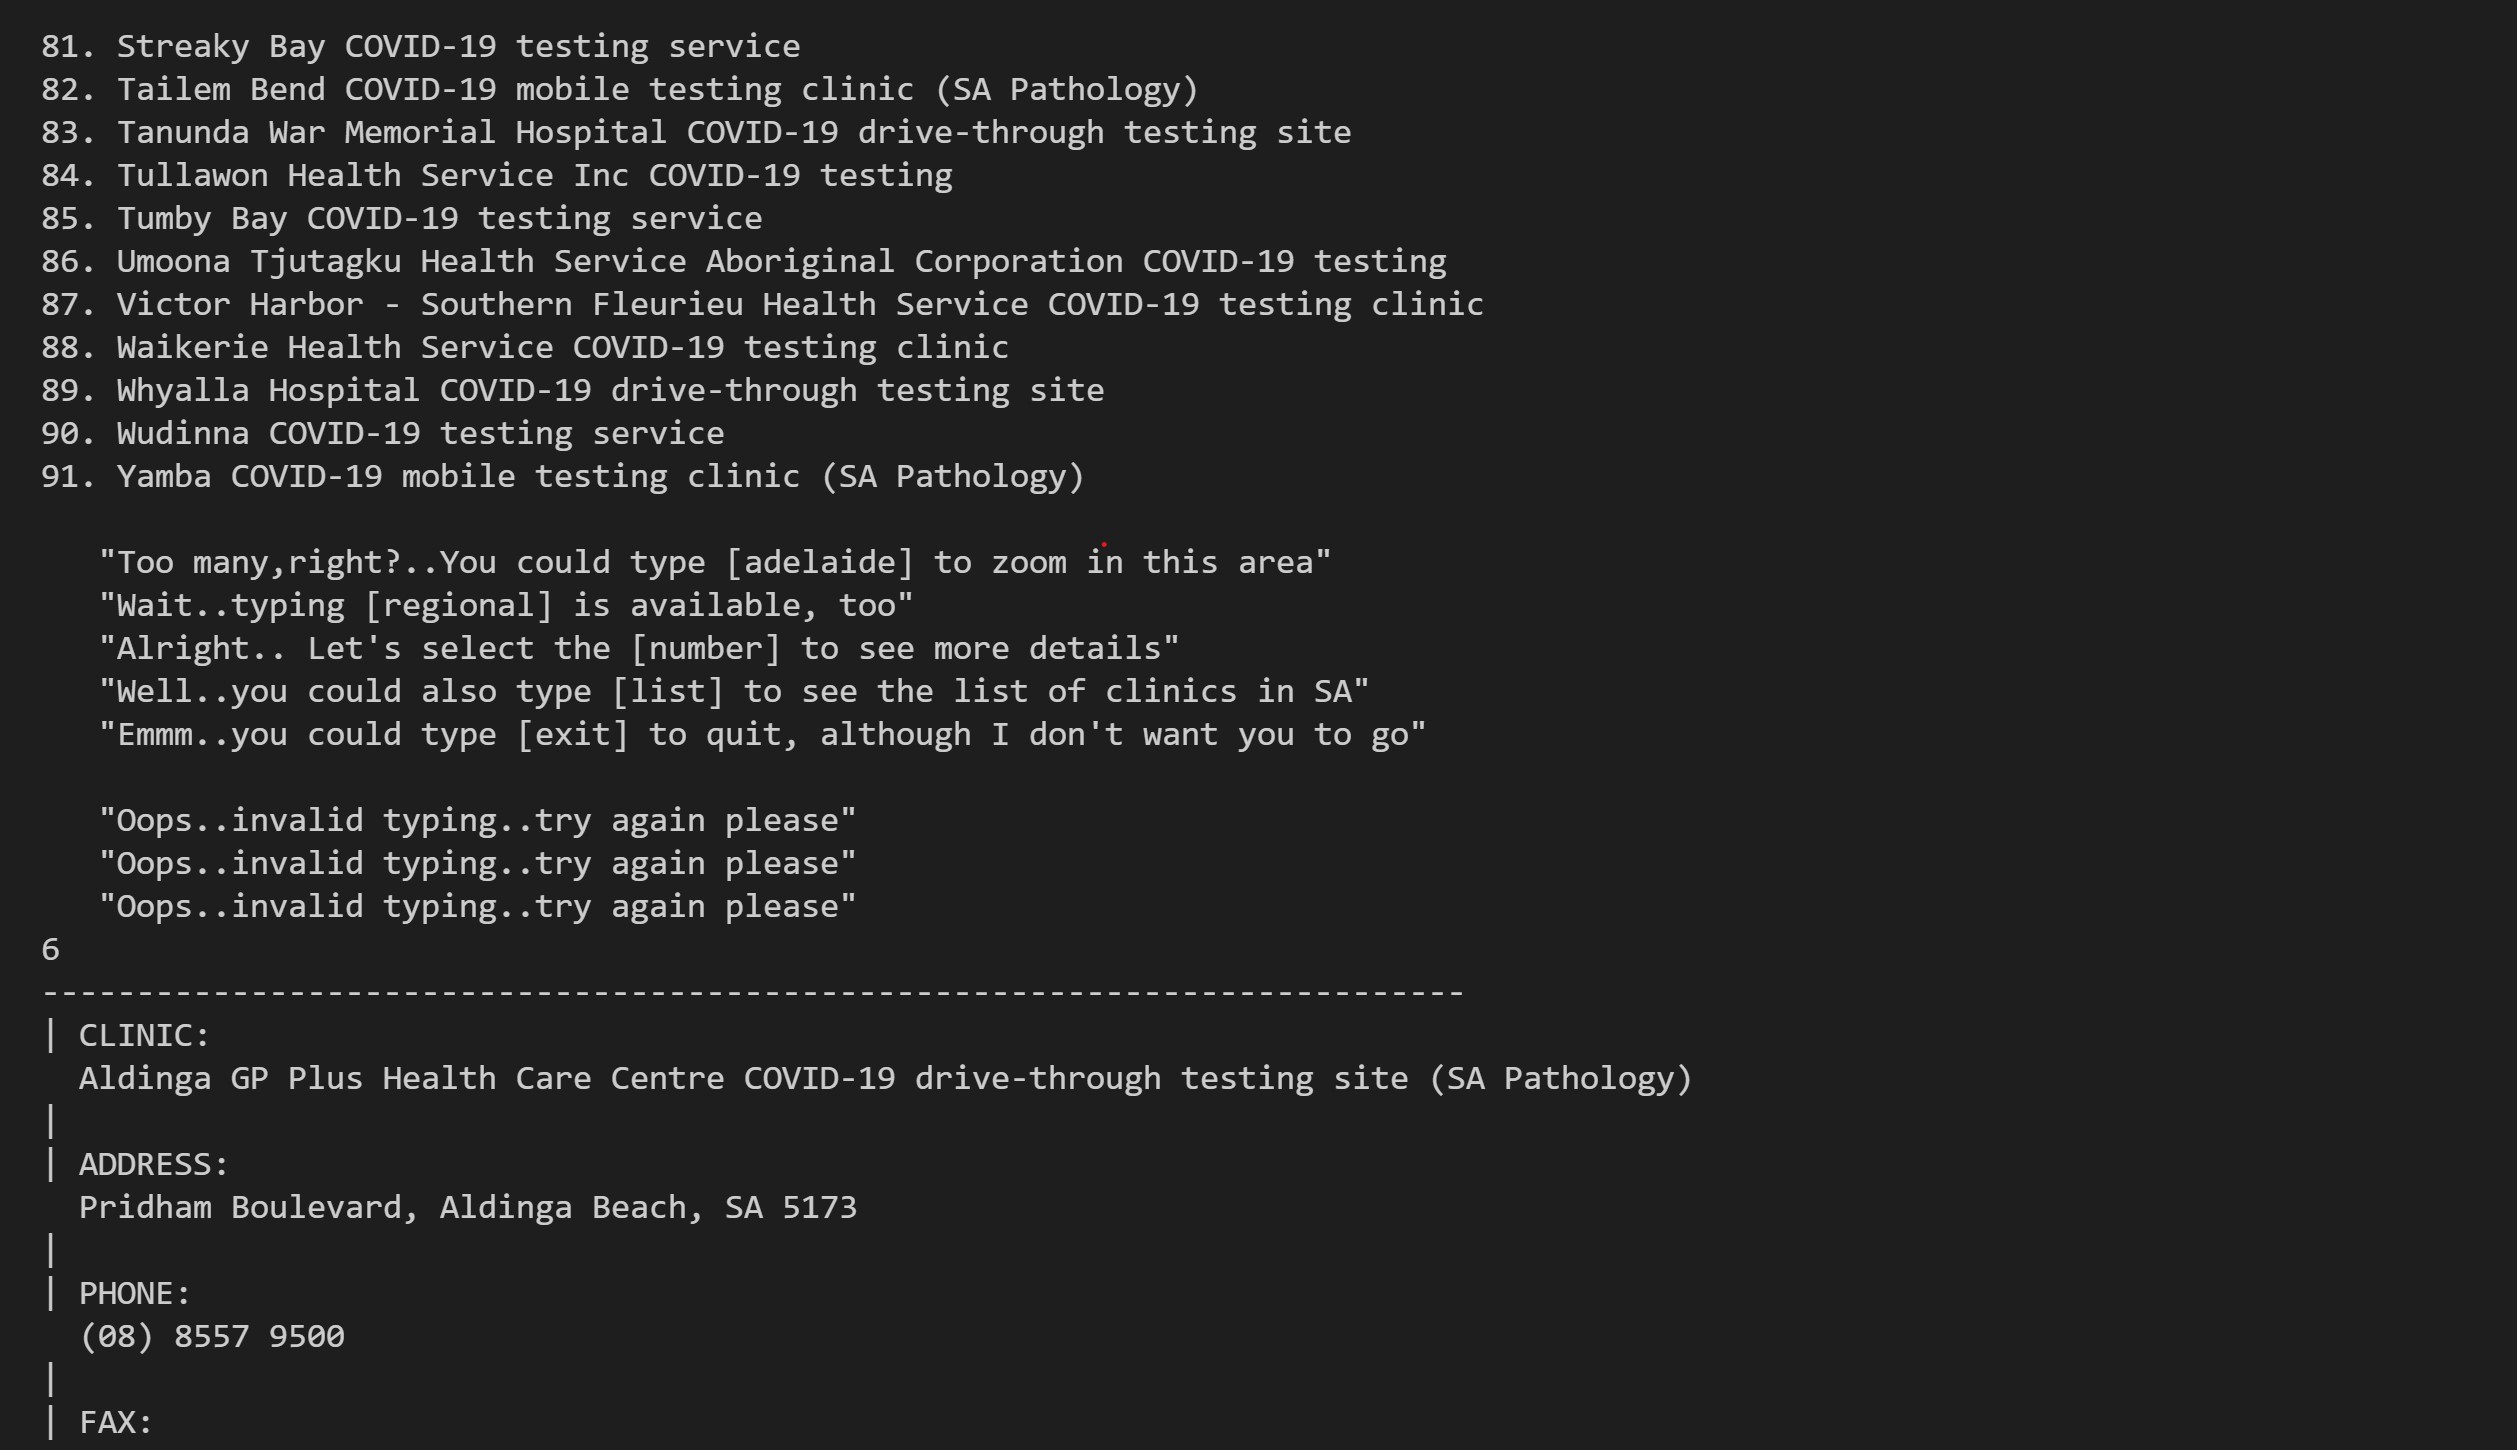 81. Streaky Bay COVID-19 testing service
82. Tailem Bend COVID-19 mobile testing clinic (SA Pathology)
83. Tanunda War Memorial Hospital COVID-19 drive-through testing site
84. Tullawon Health Service Inc COVID-19 testing
85. Tumby Bay COVID-19 testing service
86. Umoona Tjutagku Health Service Aboriginal Corporation COVID-19 testing
87. Victor Harbor - Southern Fleurieu Health Service COVID-19 testing clinic
88. Waikerie Health Service COVID-19 testing clinic
89. Whyalla Hospital COVID-19 drive-through testing site
90. Wudinna COVID-19 testing service
91. Yamba COVID-19 mobile testing clinic (SA Pathology)
"Too many,right?..You could type [adelaide] to zoom in this area"
"Wait..typing [regional] is available, too"
"Alright.. Let's select the [number] to see more details"
"Well..you could also type [list] to see the list of clinics in SA"
"Emmm..you could type [exit] to quit, although I don't want you to go"
"Oops..invalid typing..try again please"
"Oops..invalid typing..try again please"
"Oops..invalid typing..try again please"
6
---------------------------------------------------------------------------
| CLINIC:
Aldinga GP Plus Health Care Centre COVID-19 drive-through testing site (SA Pathology)
|
| ADDRESS:
Pridham Boulevard, Aldinga Beach, SA 5173
|
| PHONE:
(08) 8557 9500
|
| FAX: